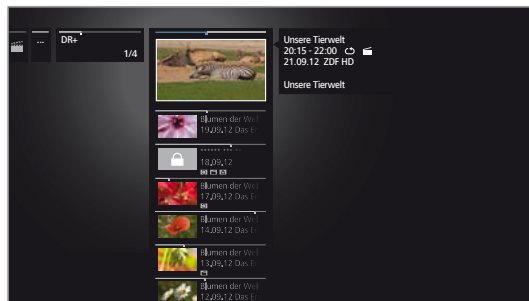 ...
DR+
1/4
Unsere Tierwelt
20:15 - 22:00
21.09.12 ZDF HD
Unsere Tierwelt
Blumen der Wel
19.09.12 Das E
****** *** **
18.09.12
Blumen der Wel
17.09.12 Das E
Blumen der Wel
14.09.12 Das E
Blumen der Wel
13.09.12 Das E
Blumen der Wel
12.09.12 Das E